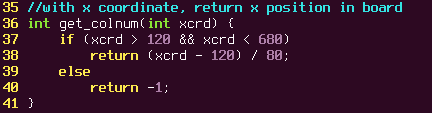 35 //with x coordinate, return x position in board
36 int get_colnum(int xcrd) {
37     if (xcrd > 120 && xcrd < 680)
38         return (xcrd - 120) / 80;
39     else
40         return -1;
41 }